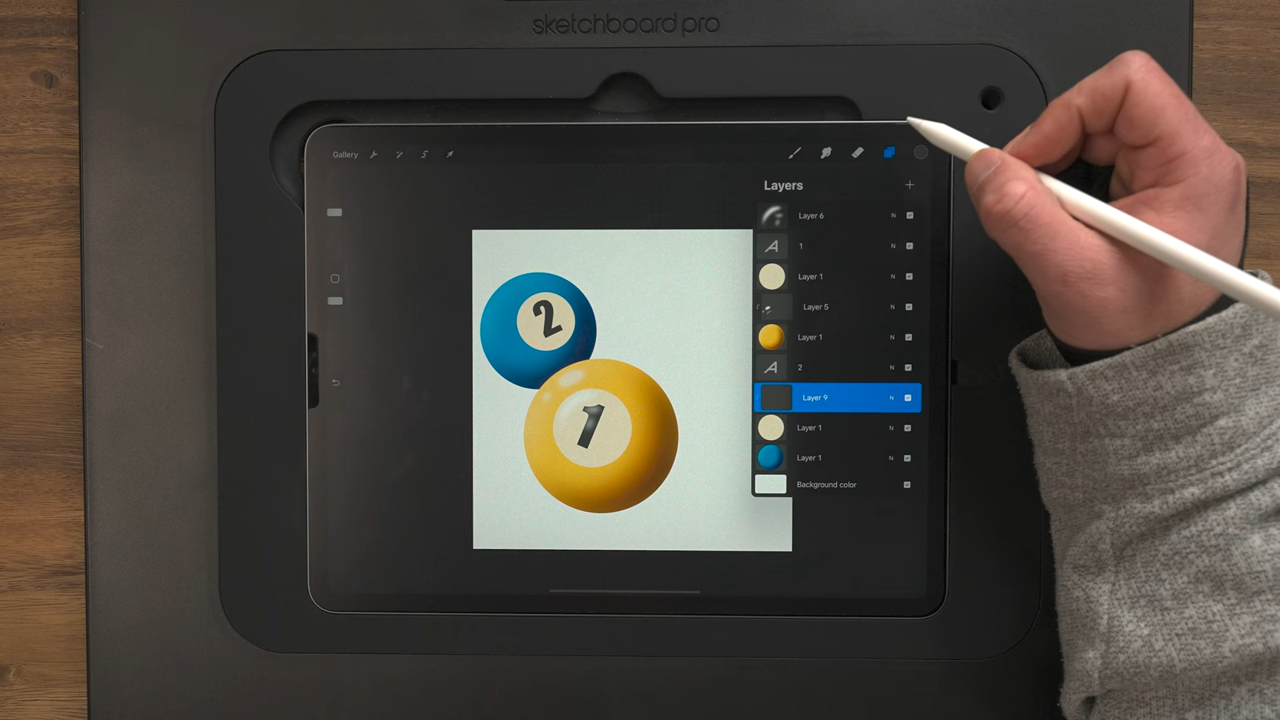 sketchboard pro
Gallery
Layers
Layer 6 N
1 N
Layer 1 N
Layer 5 N
Layer 1 N
2 N
Layer 9 N
Layer 1 N
Layer 1 N
Background color
2
1